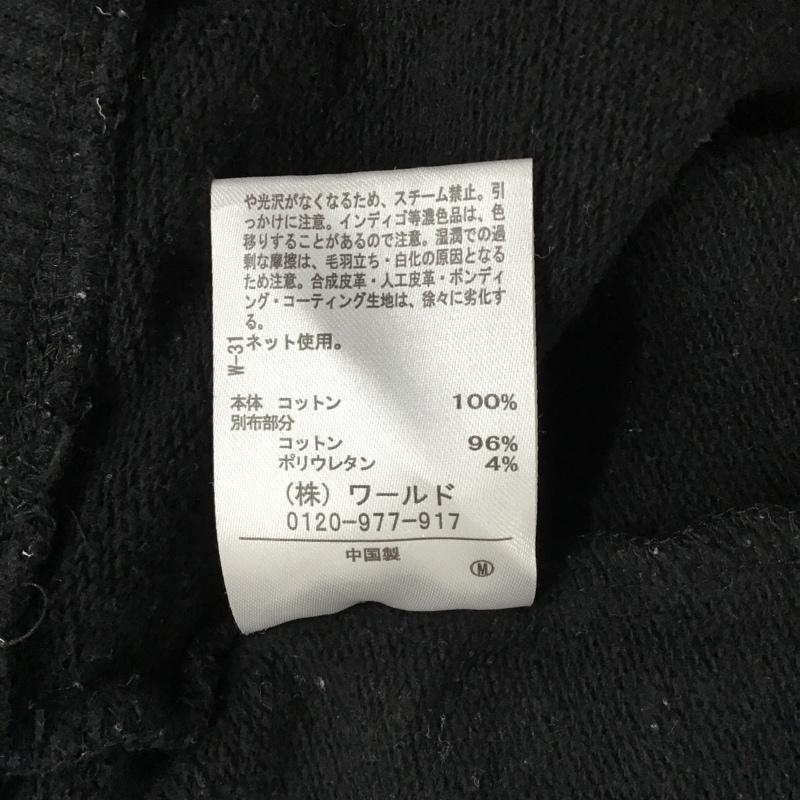 や光沢がなくなるため、スチーム禁止。引
っかけに注意。インディゴ等濃色品は、色
移りすることがあるので注意。湿潤での過
剰な摩擦は、毛羽立ち・白化の原因となる
ため注意。合成皮革・人工皮革・ボンディ
ング・コーティング生地は、徐々に劣化す
る。
ネット使用。
W-31
本体 コットン 100%
別布部分
コットン 96%
ポリウレタン 4%
(株) ワールド
0120-977-917
中国製
M